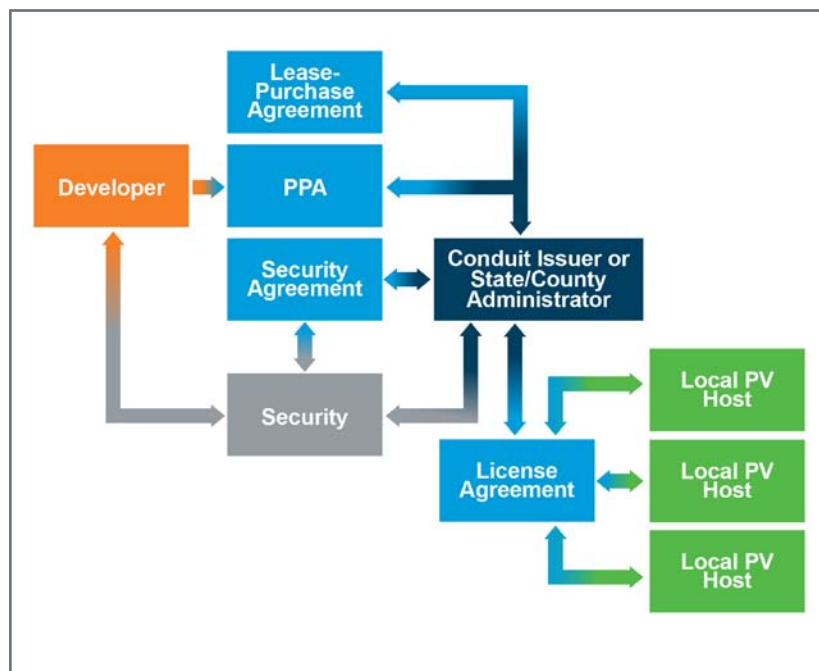 Lease-
Purchase
Agreement
Developer
PPA
Security
Agreement
Conduit Issuer or
State/County
Administrator
Security
Local PV
Host
License
Agreement
Local PV
Host
Local PV
Host